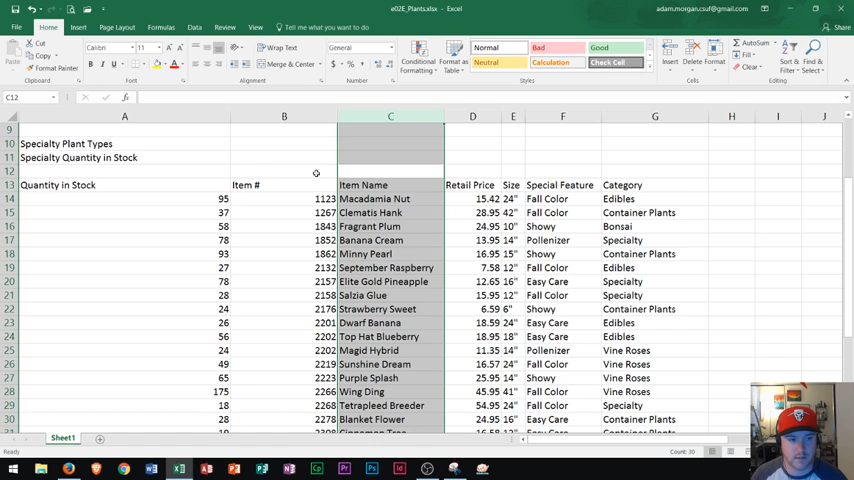 e02E_Plants.xlsx - Excel
adam.morgan.csuf@gmail.com
File Home Insert Page Layout Formulas Data Review View Tell me what you want to do Share
Cut
Copy
Format Painter
Paste
Clipboard
Calibri 11
B I U
Font
Wrap Text
Merge & Center
Alignment
General
$ % ,
Number
Conditional Formatting
Format as Table
Normal Bad Good
Neutral Calculation Check Cell
Styles
Insert Delete Format
Cells
AutoSum
Fill
Clear
Sort & Filter
Find & Select
Editing
C12 fx
A B C D E F G H I J
9
10 Specialty Plant Types
11 Specialty Quantity in Stock
12
13 Quantity in Stock Item # Item Name Retail Price Size Special Feature Category
14 95 1123 Macadamia Nut 15.42 24" Fall Color Edibles
15 37 1267 Clematis Hank 28.95 42" Fall Color Container Plants
16 58 1843 Fragrant Plum 24.95 10" Showy Bonsai
17 78 1852 Banana Cream 13.95 14" Pollenizer Specialty
18 93 1862 Minny Pearl 16.95 15" Showy Container Plants
19 27 2132 September Raspberry 7.58 12" Fall Color Edibles
20 78 2157 Elite Gold Pineapple 12.65 16" Easy Care Specialty
21 28 2158 Salzia Glue 15.95 12" Fall Color Specialty
22 24 2176 Strawberry Sweet 6.59 6" Showy Container Plants
23 26 2201 Dwarf Banana 18.59 24" Easy Care Edibles
24 56 2202 Top Hat Blueberry 18.95 18" Easy Care Edibles
25 24 2202 Magid Hybrid 11.35 24" Pollenizer Vine Roses
26 49 2219 Sunshine Dream 16.57 24" Fall Color Vine Roses
27 65 2223 Purple Splash 25.95 14" Showy Vine Roses
28 175 2266 Wing Ding 45.95 41" Fall Color Vine Roses
29 18 2268 Tetrapleed Breeder 54.95 24" Fall Color Specialty
30 28 2278 Blanket Flower 24.95 16" Easy Care Container Plants
Sheet1
Count: 30